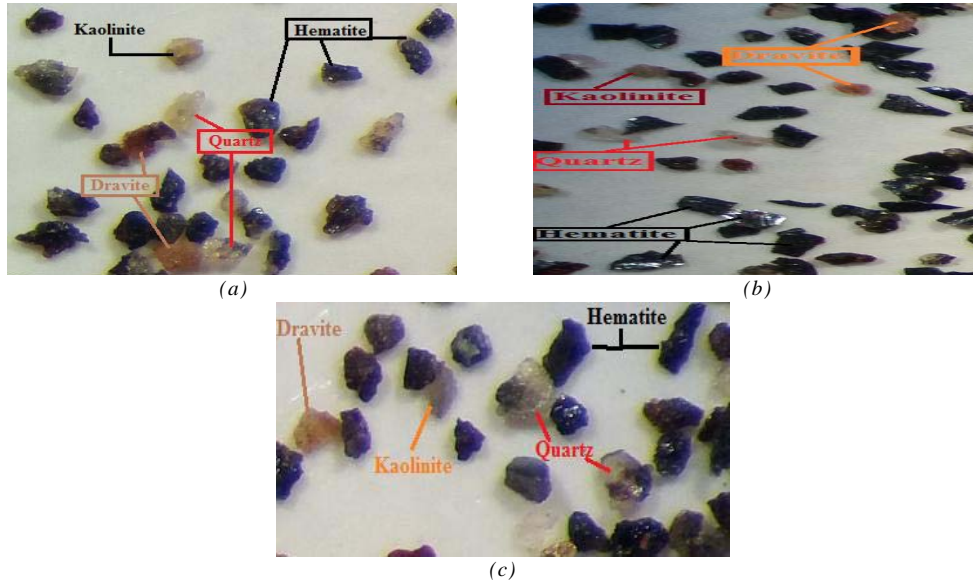 Kaolinite
Hematite
Quartz
Dravite
(a)
Dravite
Kaolinite
Quartz
Hematite
(b)
Dravite
Hematite
Kaolinite
Quartz
(c)